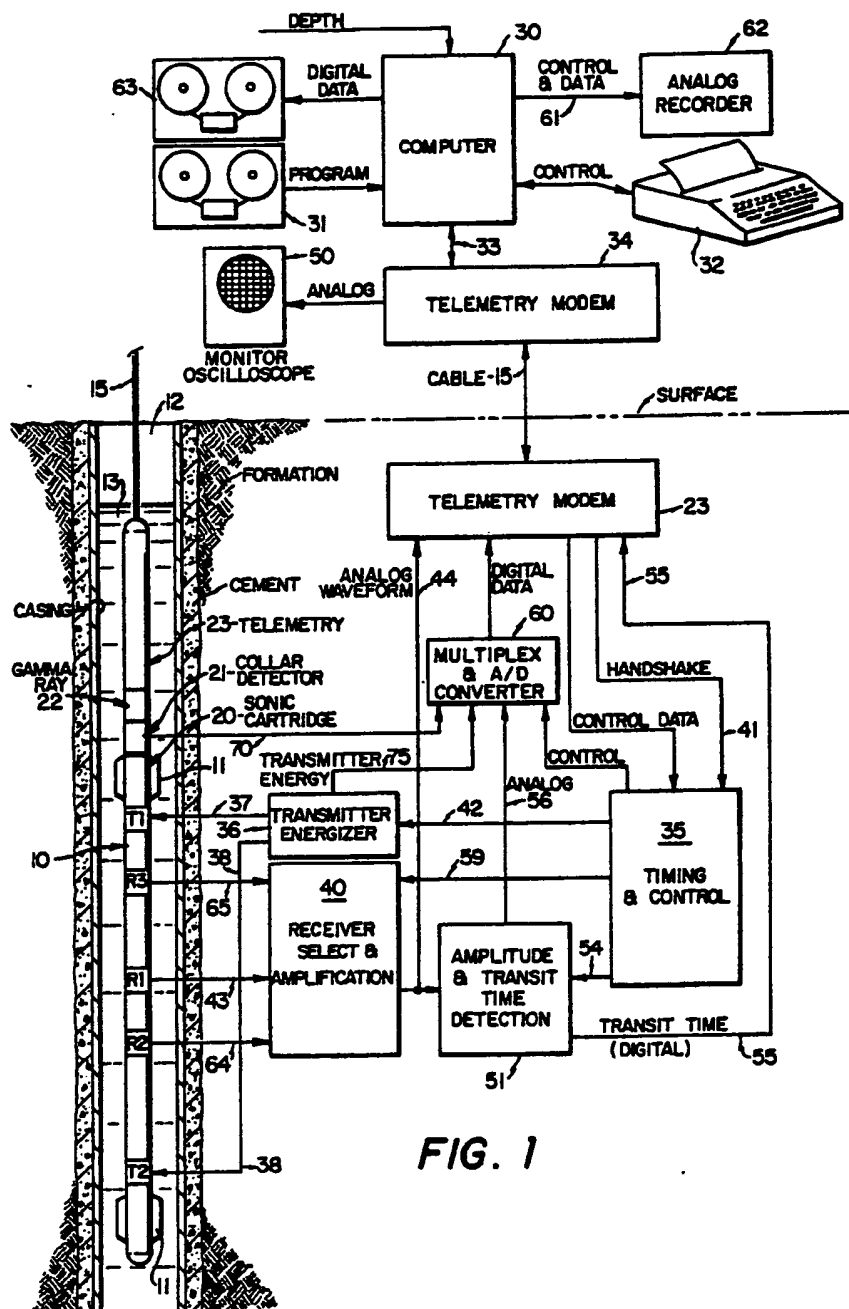 DEPTH
30
62
63
DIGITAL
DATA
CONTROL
& DATA
61
ANALOG
RECORDER
COMPUTER
PROGRAM
CONTROL
31
32
50
33
34
ANALOG
TELEMETRY MODEM
MONITOR
OSCILLOSCOPE
CABLE-15
15
12
SURFACE
13
FORMATION
TELEMETRY MODEM
23
ANALOG
WAVEFORM
44
DIGITAL
DATA
55
CEMENT
CASING
23-TELEMETRY
60
MULTIPLEX
& A/D
CONVERTER
HANDSHAKE
GAMMA
RAY
22
21-COLLAR
DETECTOR
20-SONIC
CARTRIDGE
70
CONTROL DATA
41
TRANSMITTER
ENERGY
75
CONTROL
11
ANALOG
56
37
36
TRANSMITTER
ENERGIZER
42
35
TIMING
& CONTROL
T1
10
38
59
R3
65
40
RECEIVER
SELECT &
AMPLIFICATION
R1
43
AMPLITUDE
& TRANSIT
TIME
DETECTION
54
R2
64
TRANSIT TIME
(DIGITAL)
55
51
T2
38
11
FIG. 1